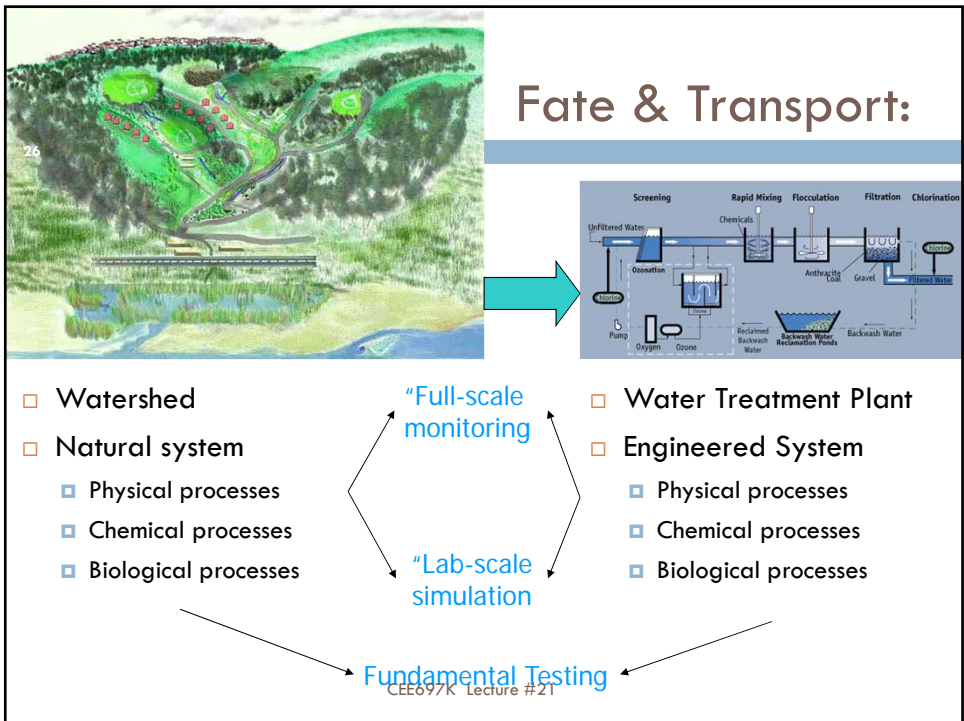 Fate & Transport:
26
Screening
Rapid Mixing
Flocculation
Filtration
Chlorination
Chemicals
Unfiltered Water
Ozonation
Chlorine
Anthracite
Coal
Gravel
Chlorine
Filtered Water
Ozone
Pump
Oxygen
Ozone
Reclaimed
Backwash
Water
Backwash Water
Reclamation Ponds
Backwash Water
□ Watershed
□ Natural system
□ Physical processes
□ Chemical processes
□ Biological processes
"Full-scale
monitoring
"Lab-scale
simulation
□ Water Treatment Plant
□ Engineered System
□ Physical processes
□ Chemical processes
□ Biological processes
Fundamental Testing
CEE697K Lecture #21